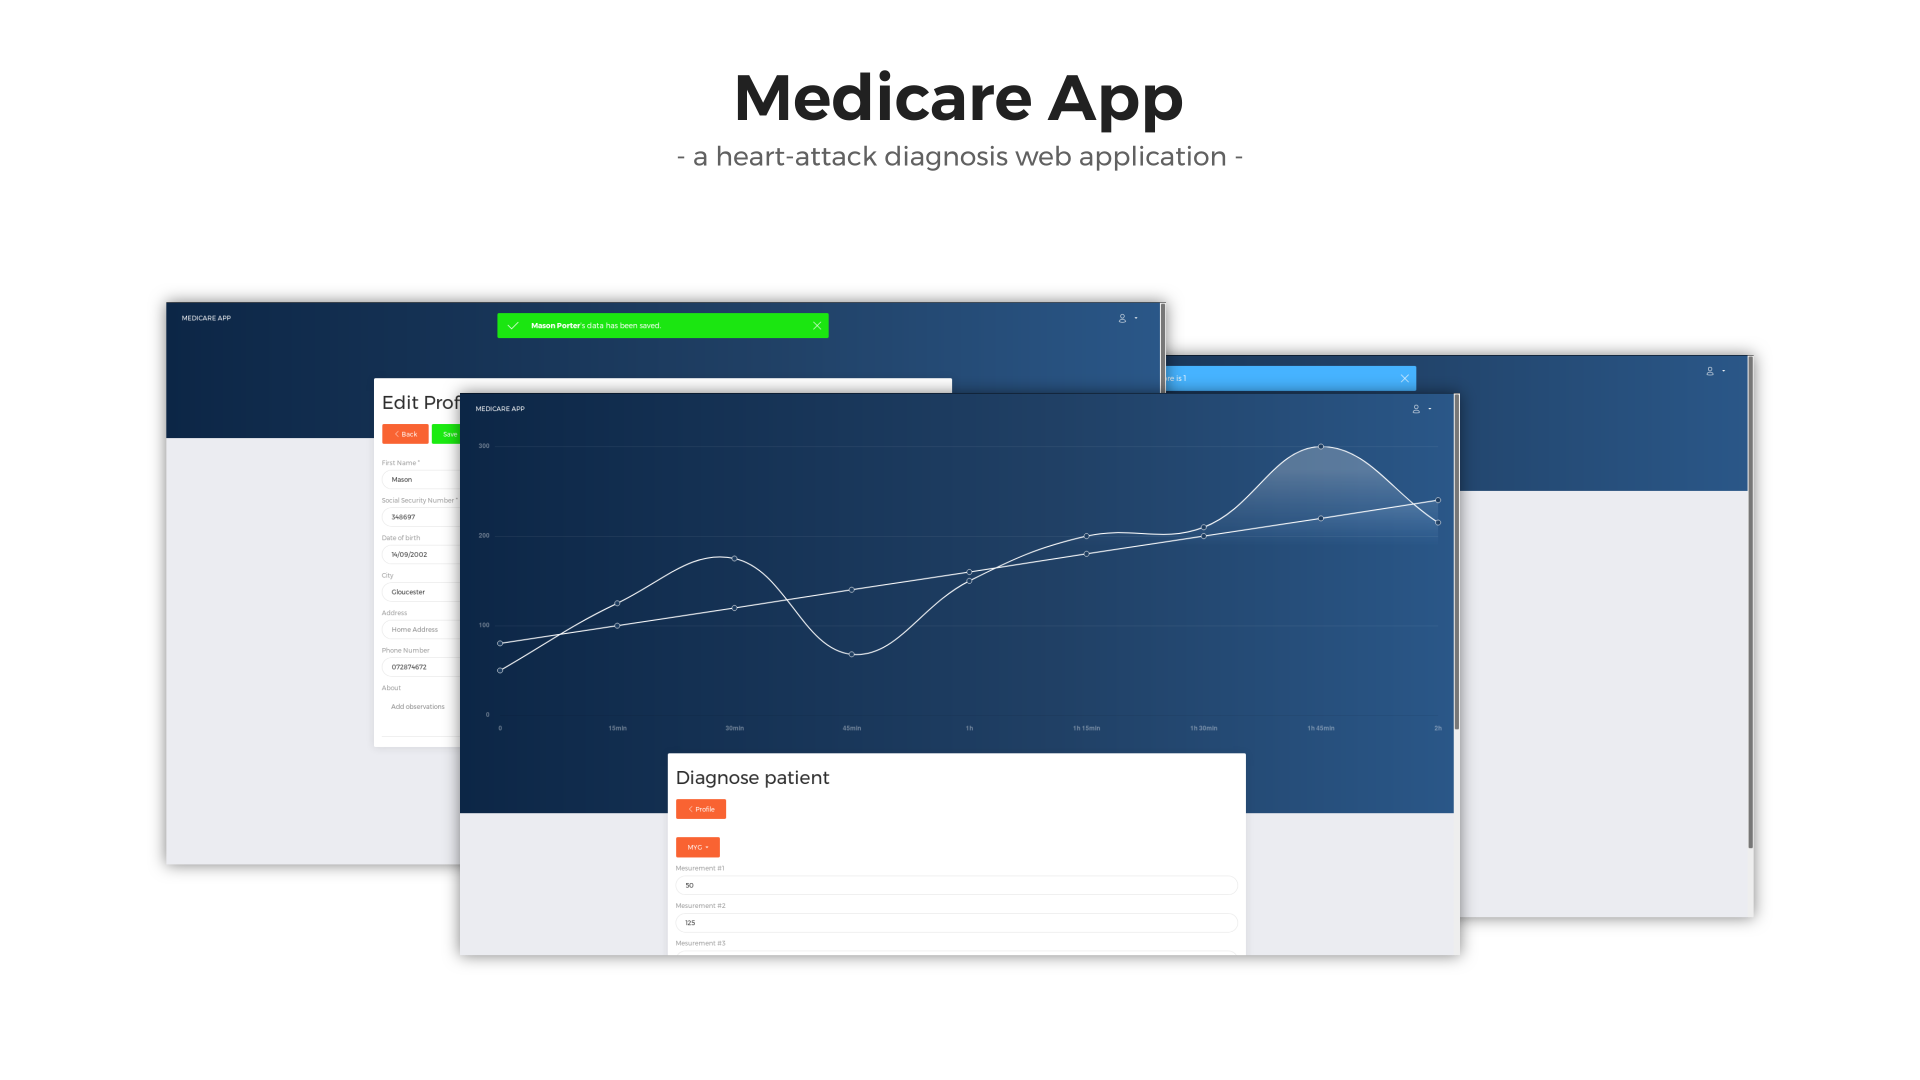 Medicare App
- a heart-attack diagnosis web application -
MEDICARE APP
Mason Porter's data has been saved.
Edit Prof
Back
Save
First Name *
Mason
Social Security Number *
348697
Date of birth
14/09/2002
City
Gloucester
Address
Home Address
Phone Number
072874672
About
Add observations
re is 1
MEDICARE APP
300
200
100
0
0 15min 30min 45min 1h 1h 15min 1h 30min 1h 45min 2h
Diagnose patient
Profile
MYG
Mesurement #1
50
Mesurement #2
125
Mesurement #3